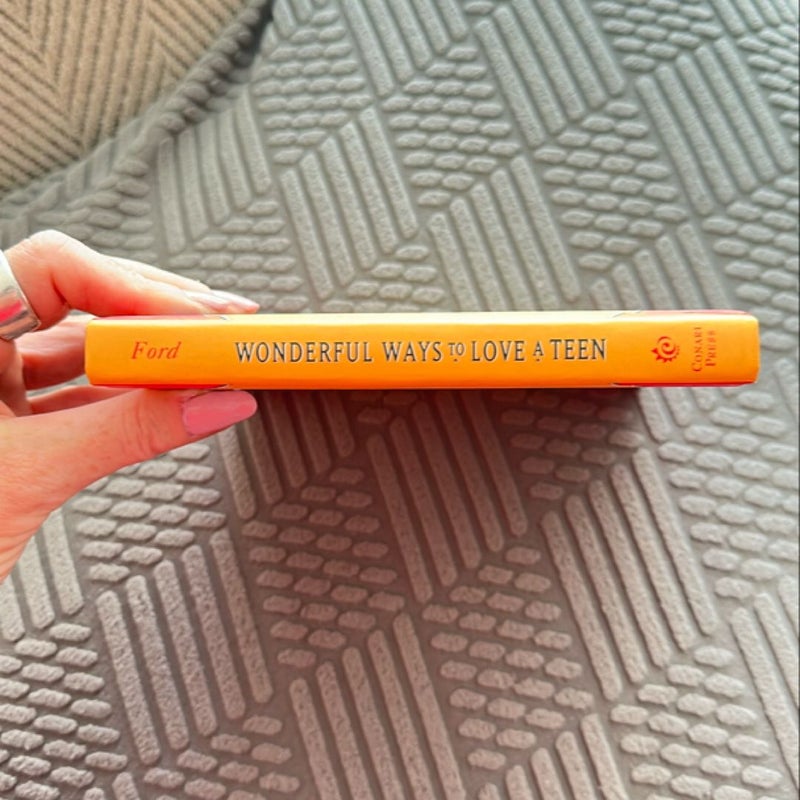 Ford
WONDERFUL WAYS TO LOVE A TEEN
CONARI
PRESS